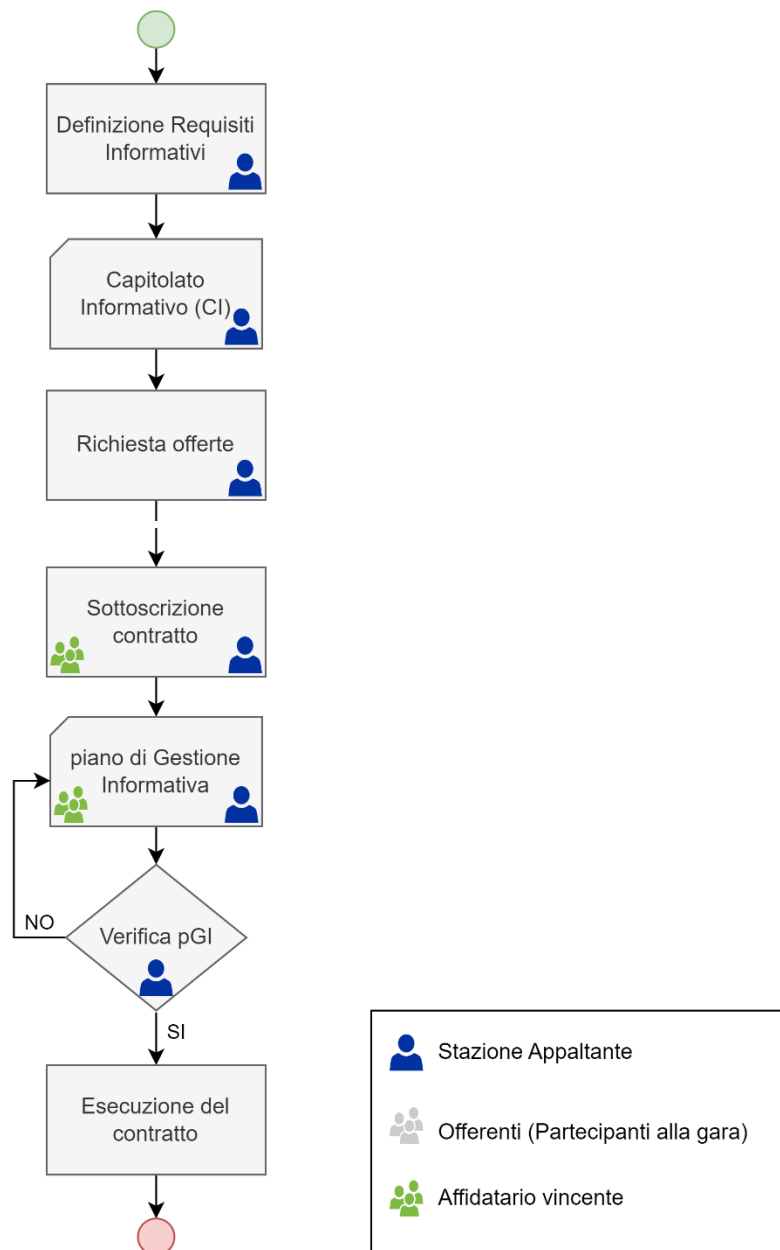 Definizione Requisiti
Informativi
Capitolato
Informativo (CI)
Richiesta offerte
Sottoscrizione
contratto
piano di Gestione
Informativa
NO
Verifica pGI
SI
Esecuzione del
contratto
Stazione Appaltante
Offerenti (Partecipanti alla gara)
Affidatario vincente